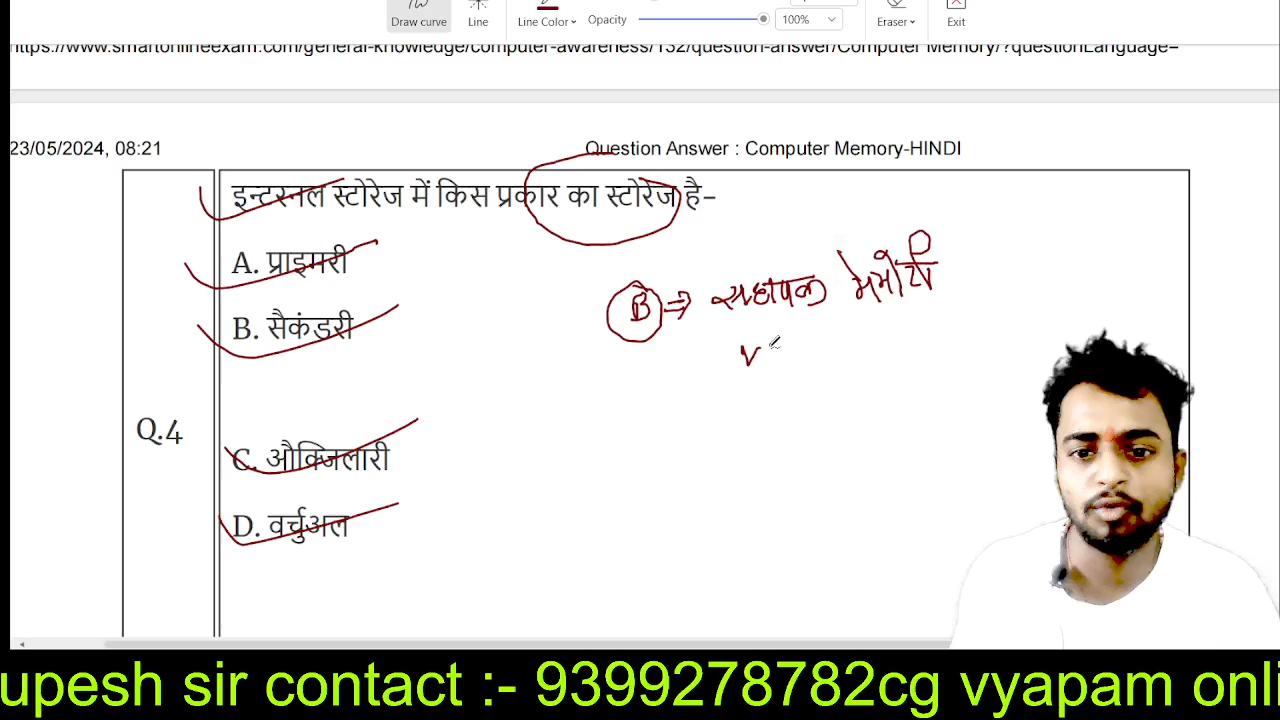 Draw curve Line Line Color Opacity 100% Eraser Exit
https://www.smartonlineexam.com/general-knowledge/computer-awareness/132/question-answer/Computer Memory/?questionLanguage=
23/05/2024, 08:21 Question Answer : Computer Memory-HINDI
इन्टरनल स्टोरेज में किस प्रकार का स्टोरेज है-
A. प्राइमरी
B. सैकंडरी
B ⇒ सहायक मेमोरी
Q.4
C. औक्जिलारी
D. वर्चुअल
upesh sir contact :- 9399278782cg vyapam onli